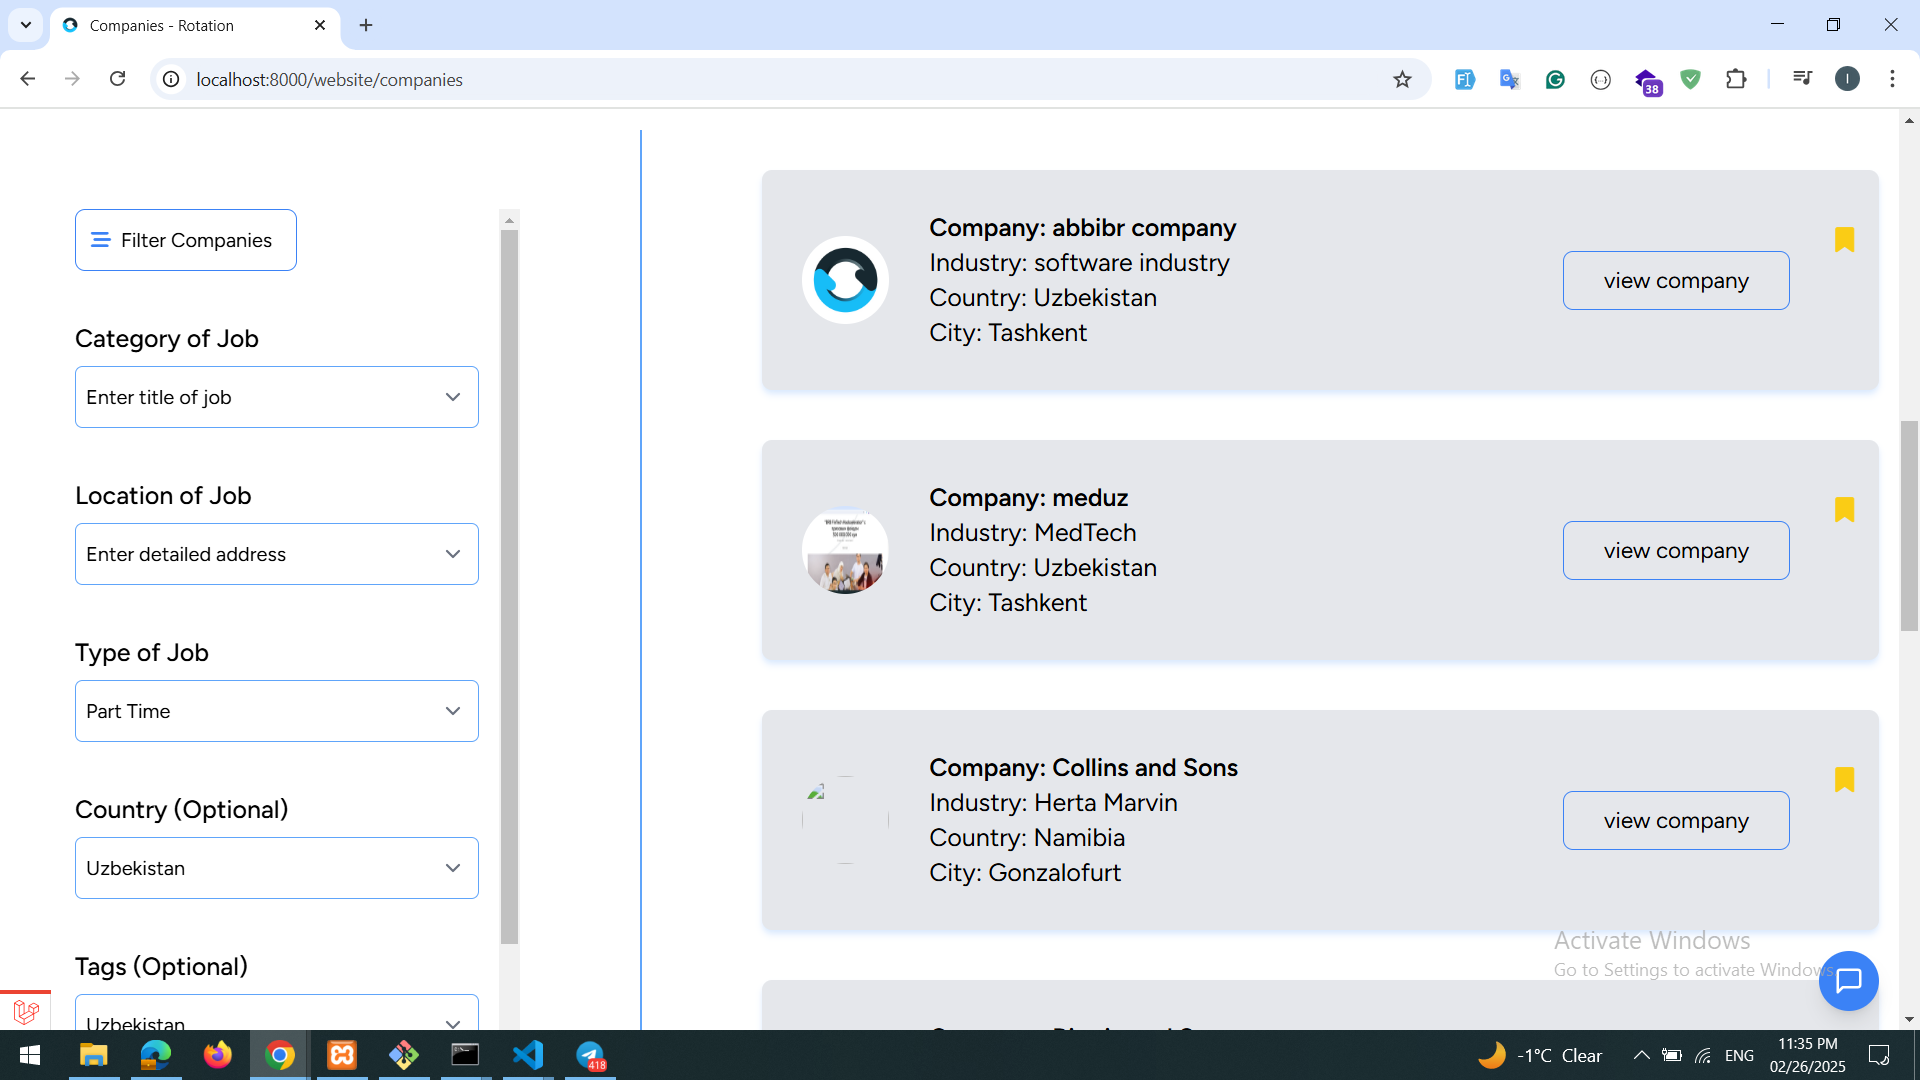 Companies - Rotation
localhost:8000/website/companies
38
I
Filter Companies
Category of Job
Enter title of job
Location of Job
Enter detailed address
Type of Job
Part Time
Country (Optional)
Uzbekistan
Tags (Optional)
Uzbekistan
Company: abbibr company
Industry: software industry
Country: Uzbekistan
City: Tashkent
view company
Company: meduz
Industry: MedTech
Country: Uzbekistan
City: Tashkent
view company
Company: Collins and Sons
Industry: Herta Marvin
Country: Namibia
City: Gonzalofurt
view company
Activate Windows
Go to Settings to activate Windows
418
-1°C Clear
ENG
11:35 PM
02/26/2025